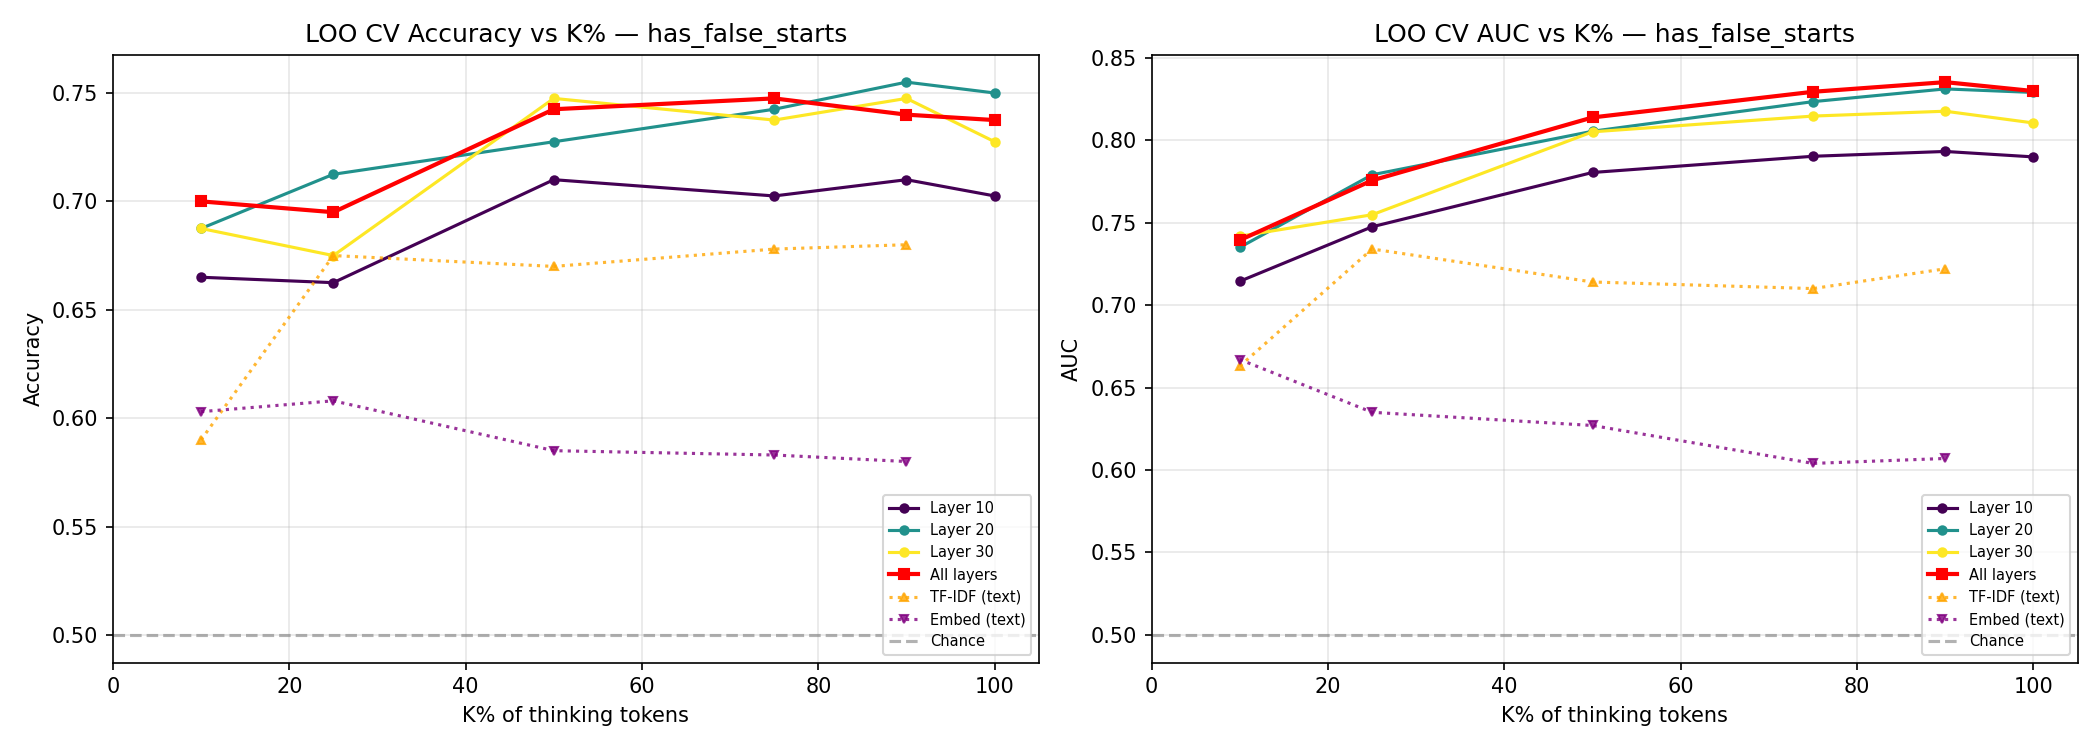 LOO CV Accuracy vs K% — has_false_starts
Accuracy
0.75
0.70
0.65
0.60
0.55
0.50
0
20
40
60
80
100
K% of thinking tokens
Layer 10
Layer 20
Layer 30
All layers
TF-IDF (text)
Embed (text)
Chance
LOO CV AUC vs K% — has_false_starts
AUC
0.85
0.80
0.75
0.70
0.65
0.60
0.55
0.50
0
20
40
60
80
100
K% of thinking tokens
Layer 10
Layer 20
Layer 30
All layers
TF-IDF (text)
Embed (text)
Chance